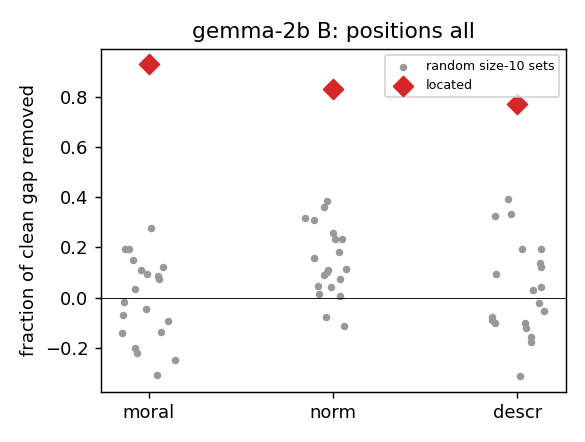 gemma-2b B: positions all
random size-10 sets
located
fraction of clean gap removed
0.8
0.6
0.4
0.2
0.0
−0.2
moral
norm
descr